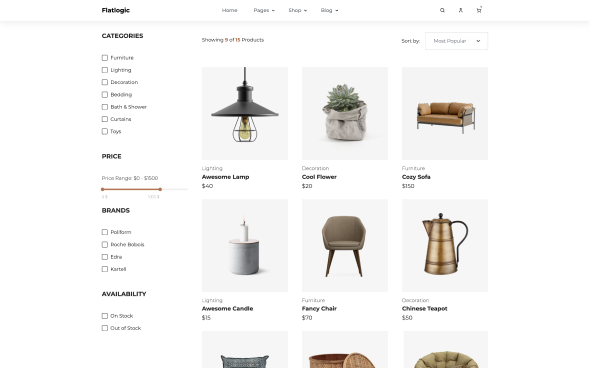 Flatlogic
Home Pages Shop Blog
CATEGORIES
Furniture
Lighting
Decoration
Bedding
Bath & Shower
Curtains
Toys
PRICE
Price Range: $0 - $1500
BRANDS
Poliform
Roche Bobois
Edra
Kartell
AVAILABILITY
On Stock
Out of Stock
Showing 9 of 13 Products
Sort by: Most Popular
Lighting
Awesome Lamp
$40
Decoration
Cool Flower
$20
Furniture
Cozy Sofa
$150
Lighting
Awesome Candle
$15
Furniture
Fancy Chair
$70
Decoration
Chinese Teapot
$50